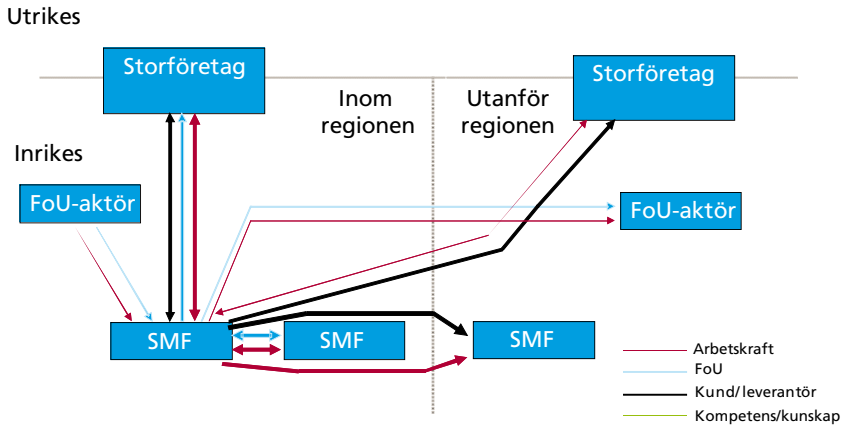 Utrikes
Storföretag
Storföretag
Inom
regionen
Utanför
regionen
Inrikes
FoU-aktör
FoU-aktör
SMF
SMF
SMF
Arbetskraft
FoU
Kund/leverantör
Kompetens/kunskap